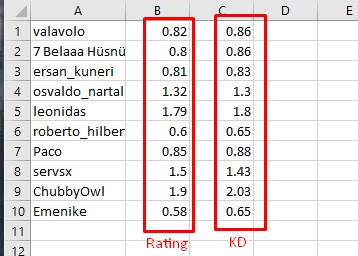 A B C D E
1 valavolo 0.82 0.86
2 7 Belaaa Hüsnü 0.8 0.86
3 ersan_kuneri 0.81 0.83
4 osvaldo_nartal 1.32 1.3
5 leonidas 1.79 1.8
6 roberto_hilber 0.6 0.65
7 Paco 0.85 0.88
8 servsx 1.5 1.43
9 ChubbyOwl 1.9 2.03
10 Emenike 0.58 0.65
11
12 Rating KD